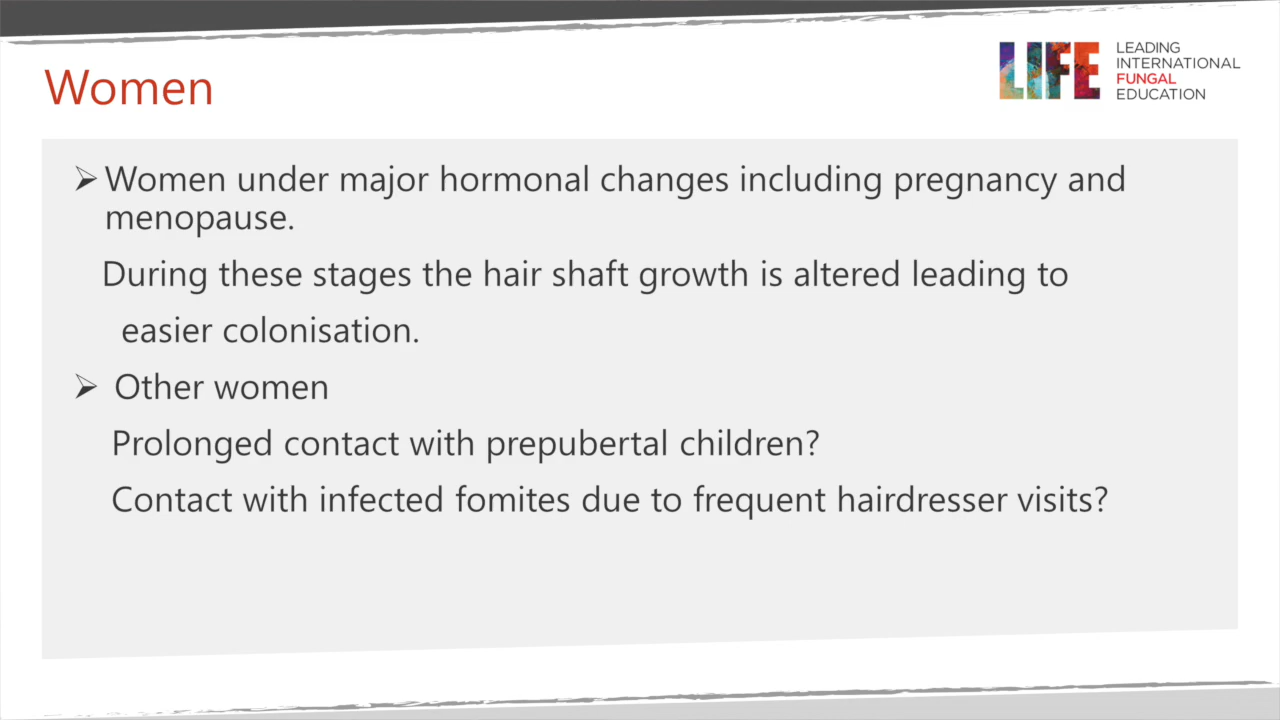 LIFE
LEADING
INTERNATIONAL
FUNGAL
EDUCATION
Women
➢Women under major hormonal changes including pregnancy and
menopause.
During these stages the hair shaft growth is altered leading to
easier colonisation.
➢ Other women
Prolonged contact with prepubertal children?
Contact with infected fomites due to frequent hairdresser visits?